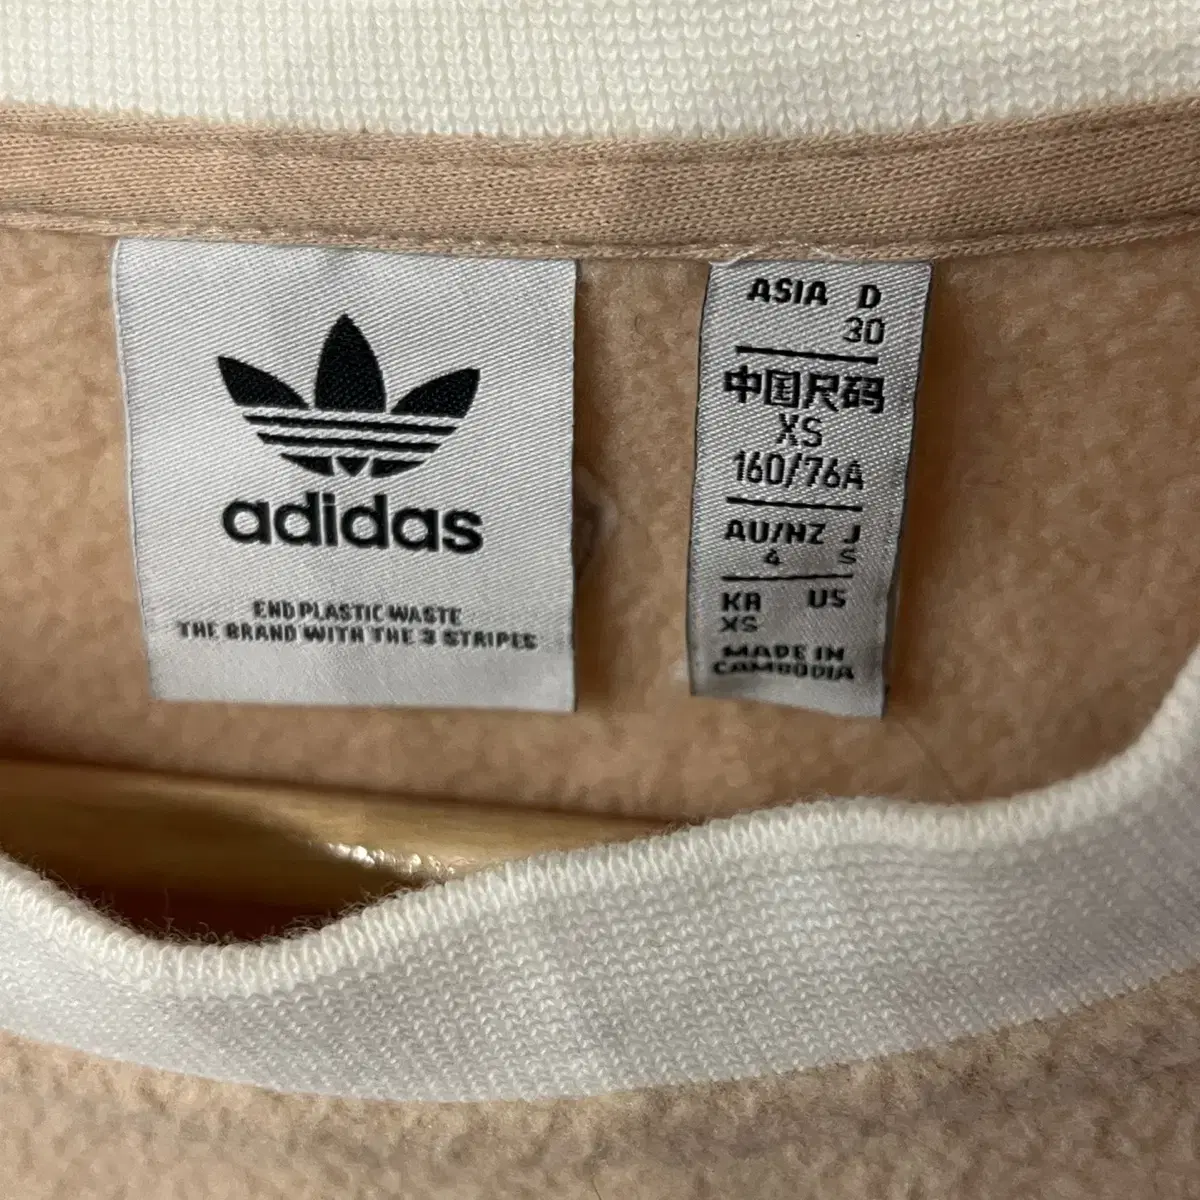 adidas
END PLASTIC WASTE
THE BRAND WITH THE 3 STRIPES
ASIA D
30
中国尺码
XS
160/76A
AU/NZ J
4 S
KR US
XS
MADE IN
CAMBODIA